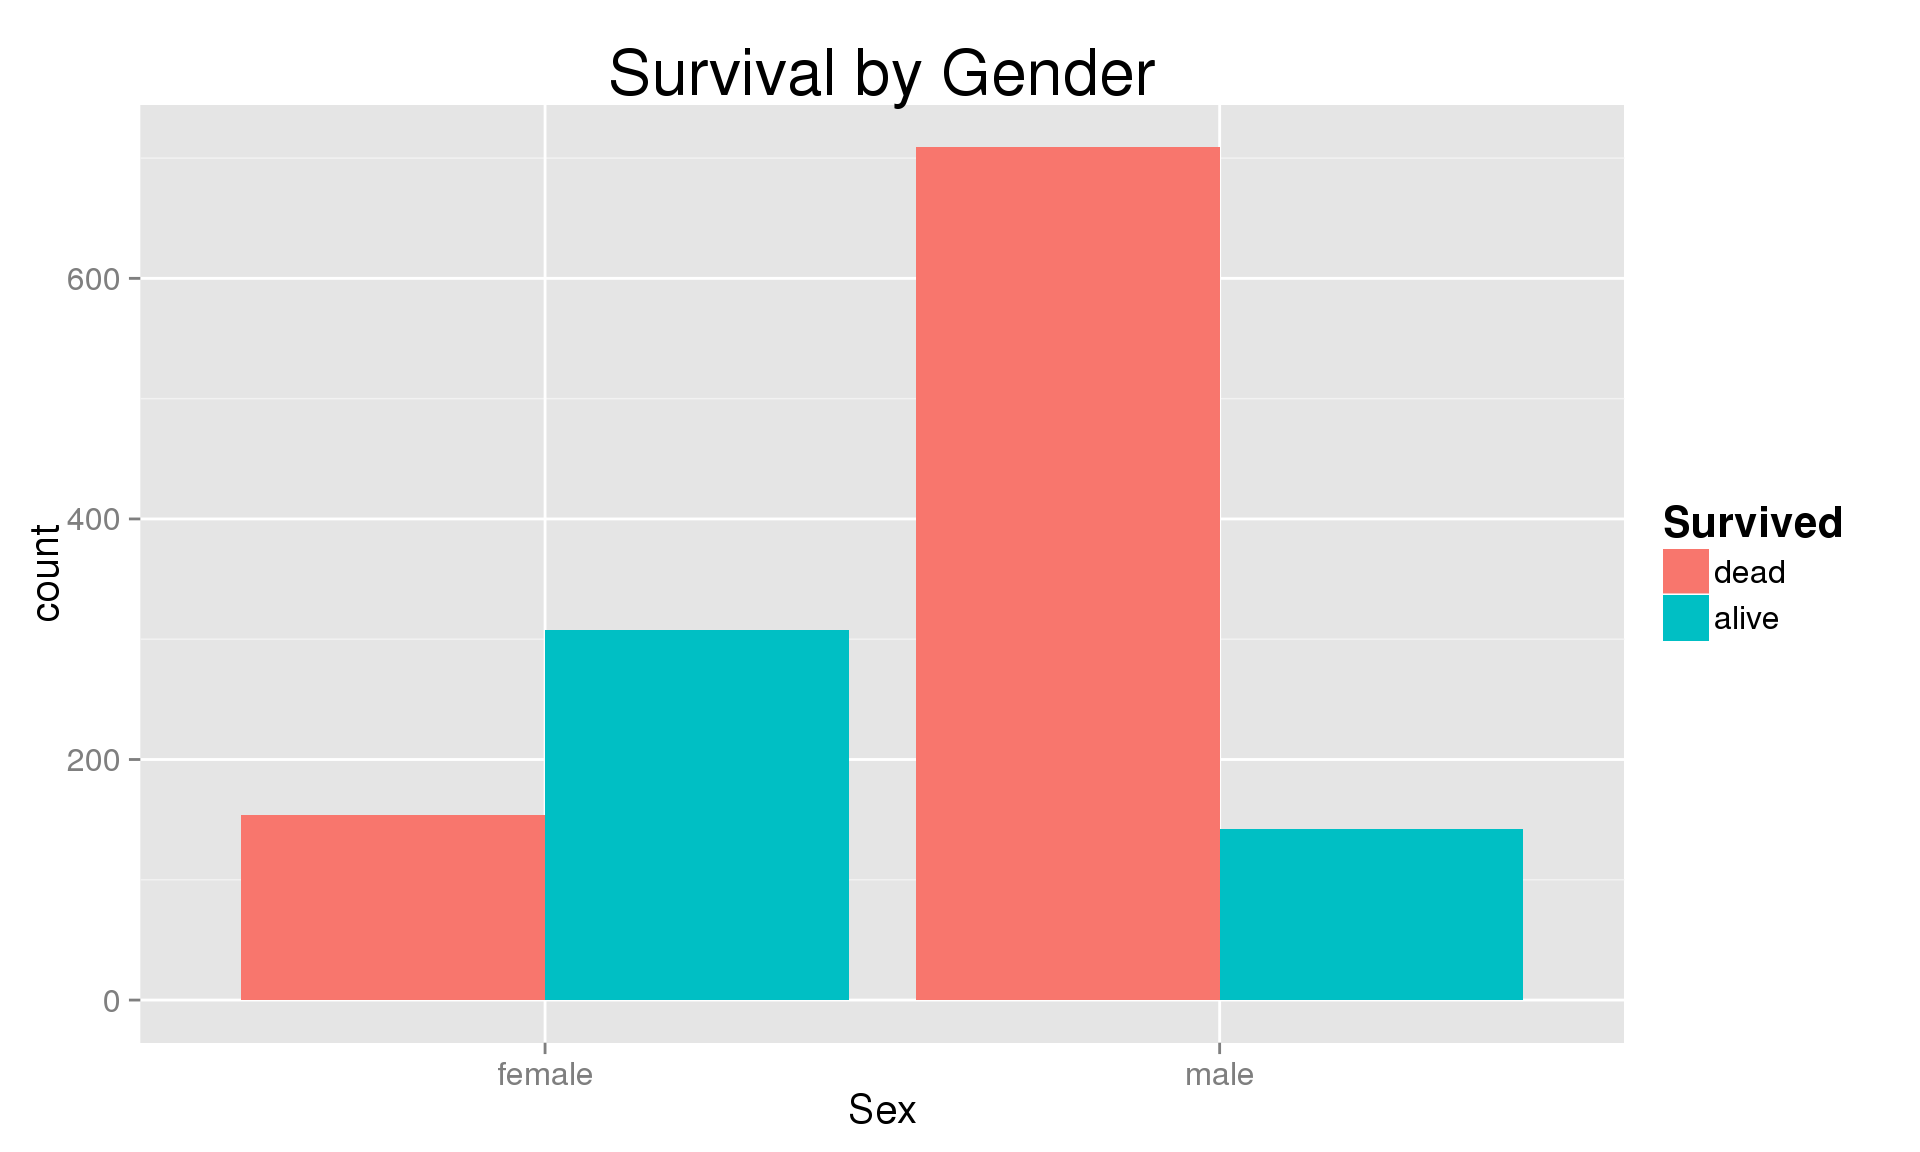 Survival by Gender
600
400
200
0
count
female
male
Sex
Survived
dead
alive